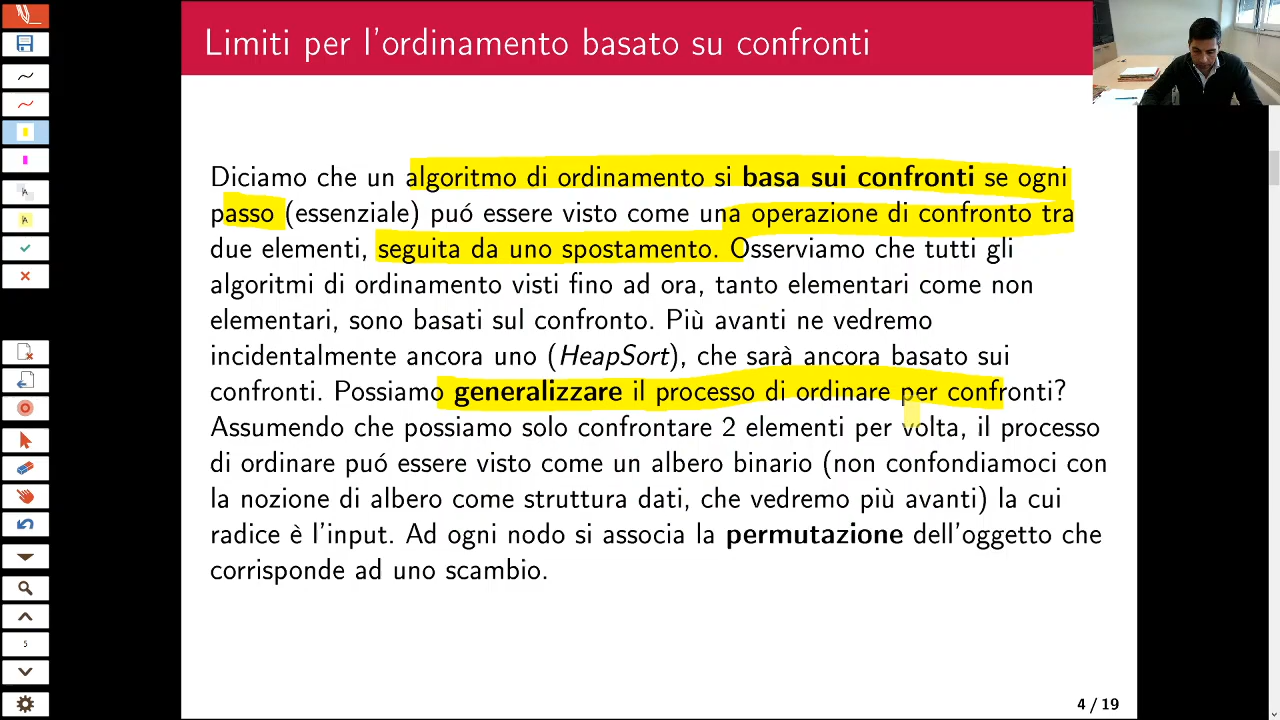 Limiti per l'ordinamento basato su confronti
Diciamo che un algoritmo di ordinamento si basa sui confronti se ogni
passo (essenziale) puó essere visto come una operazione di confronto tra
due elementi, seguita da uno spostamento. Osserviamo che tutti gli
algoritmi di ordinamento visti fino ad ora, tanto elementari come non
elementari, sono basati sul confronto. Più avanti ne vedremo
incidentalmente ancora uno (HeapSort), che sarà ancora basato sui
confronti. Possiamo generalizzare il processo di ordinare per confronti?
Assumendo che possiamo solo confrontare 2 elementi per volta, il processo
di ordinare puó essere visto come un albero binario (non confondiamoci con
la nozione di albero come struttura dati, che vedremo più avanti) la cui
radice è l'input. Ad ogni nodo si associa la permutazione dell'oggetto che
corrisponde ad uno scambio.
4 / 19
A
A
5